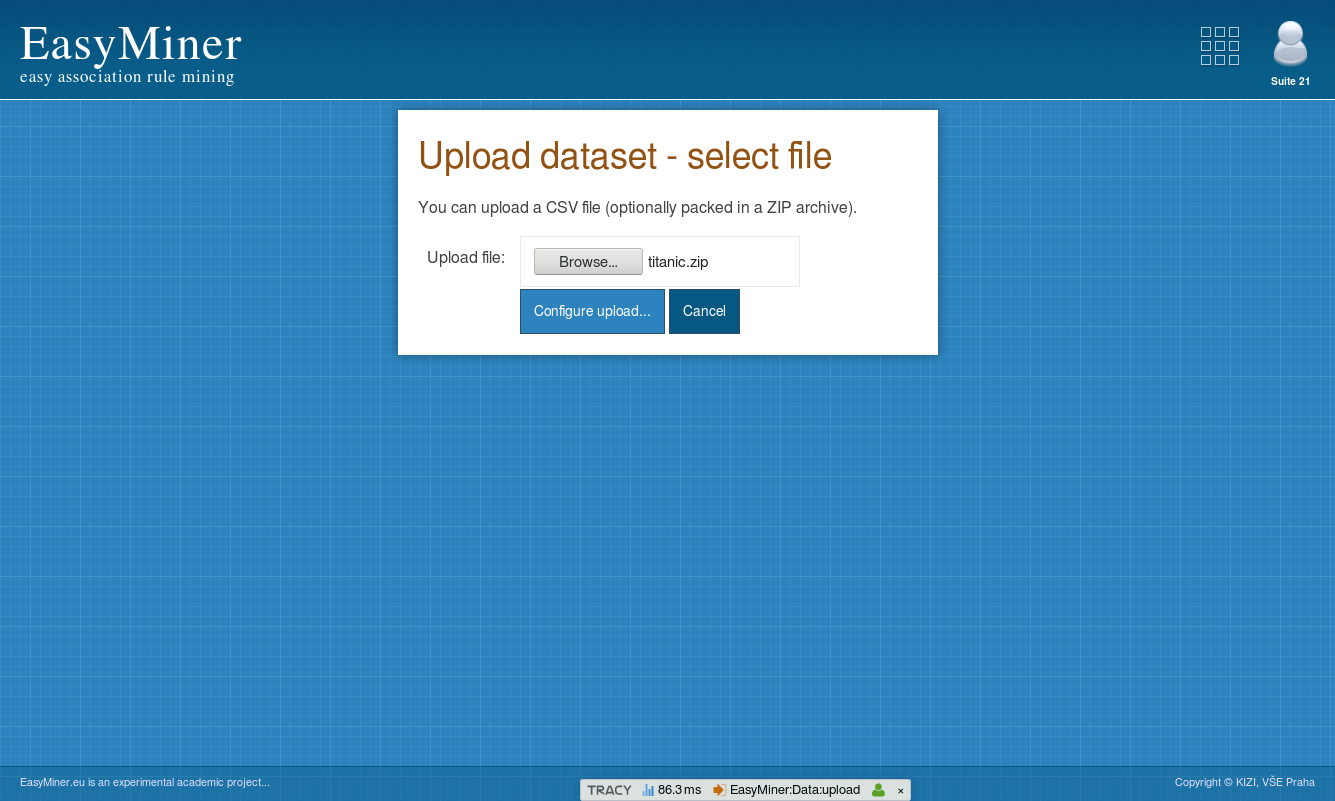 EasyMiner
easy association rule mining
Suite 21
Upload dataset - select file
You can upload a CSV file (optionally packed in a ZIP archive).
Upload file:
Browse... titanic.zip
Configure upload... Cancel
EasyMiner.eu is an experimental academic project...
TRACY 86.3 ms EasyMiner:Data:upload ×
Copyright © KIZI, VŠE Praha